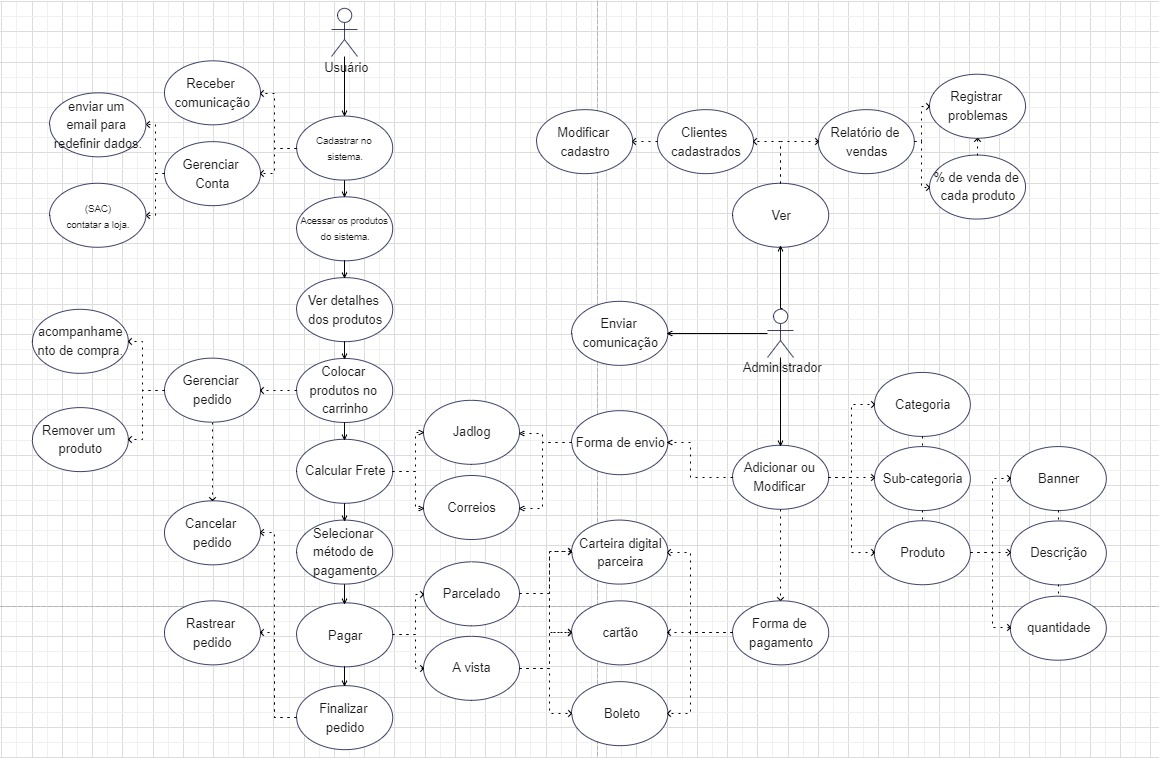 Usuário
Receber
comunicação
enviar um
email para
redefinir dados.
Gerenciar
Conta
(SAC)
contatar a loja.
Cadastrar no
sistema.
Acessar os produtos
do sistema.
Ver detalhes
dos produtos
Colocar
produtos no
carrinho
Gerenciar
pedido
acompanhame
nto de compra.
Remover um
produto
Calcular Frete
Jadlog
Correios
Cancelar
pedido
Selecionar
método de
pagamento
Rastrear
pedido
Pagar
Parcelado
A vista
Finalizar
pedido
Modificar
cadastro
Clientes
cadastrados
Relatório de
vendas
Registrar
problemas
% de venda de
cada produto
Ver
Enviar
comunicação
Administrador
Forma de envio
Adicionar ou
Modificar
Categoria
Sub-categoria
Produto
Banner
Descrição
quantidade
Carteira digital
parceira
cartão
Boleto
Forma de
pagamento